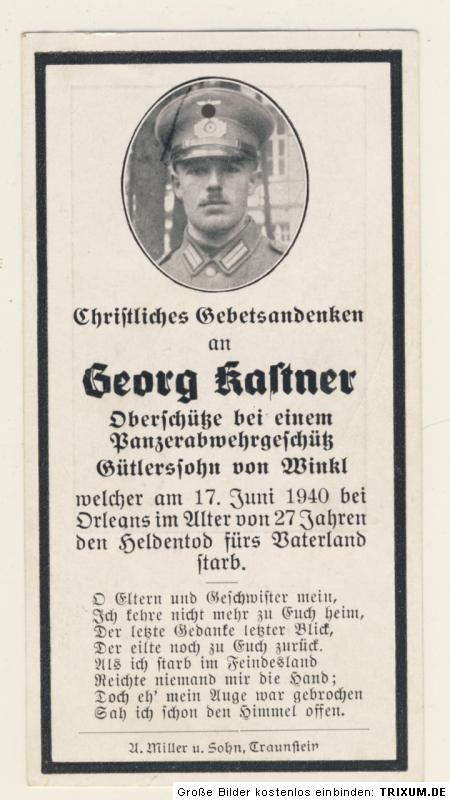 Christliches Gebetsandenken
an
Georg Kastner
Oberschütze bei einem
Panzerabwehrgeschütz
Gütlerssohn von Winkl
welcher am 17. Juni 1940 bei
Orleans im Alter von 27 Jahren
den Heldentod fürs Vaterland
starb.
O Eltern und Geschwister mein,
Ich kehre nicht mehr zu Euch heim,
Der letzte Gedanke letzter Blick,
Der eilte noch zu Euch zurück.
Als ich starb im Feindesland
Reichte niemand mir die Hand;
Doch eh' mein Auge war gebrochen
Sah ich schon den Himmel offen.
A. Miller u. Sohn, Traunstein
Große Bilder kostenlos einbinden: TRIXUM.DE